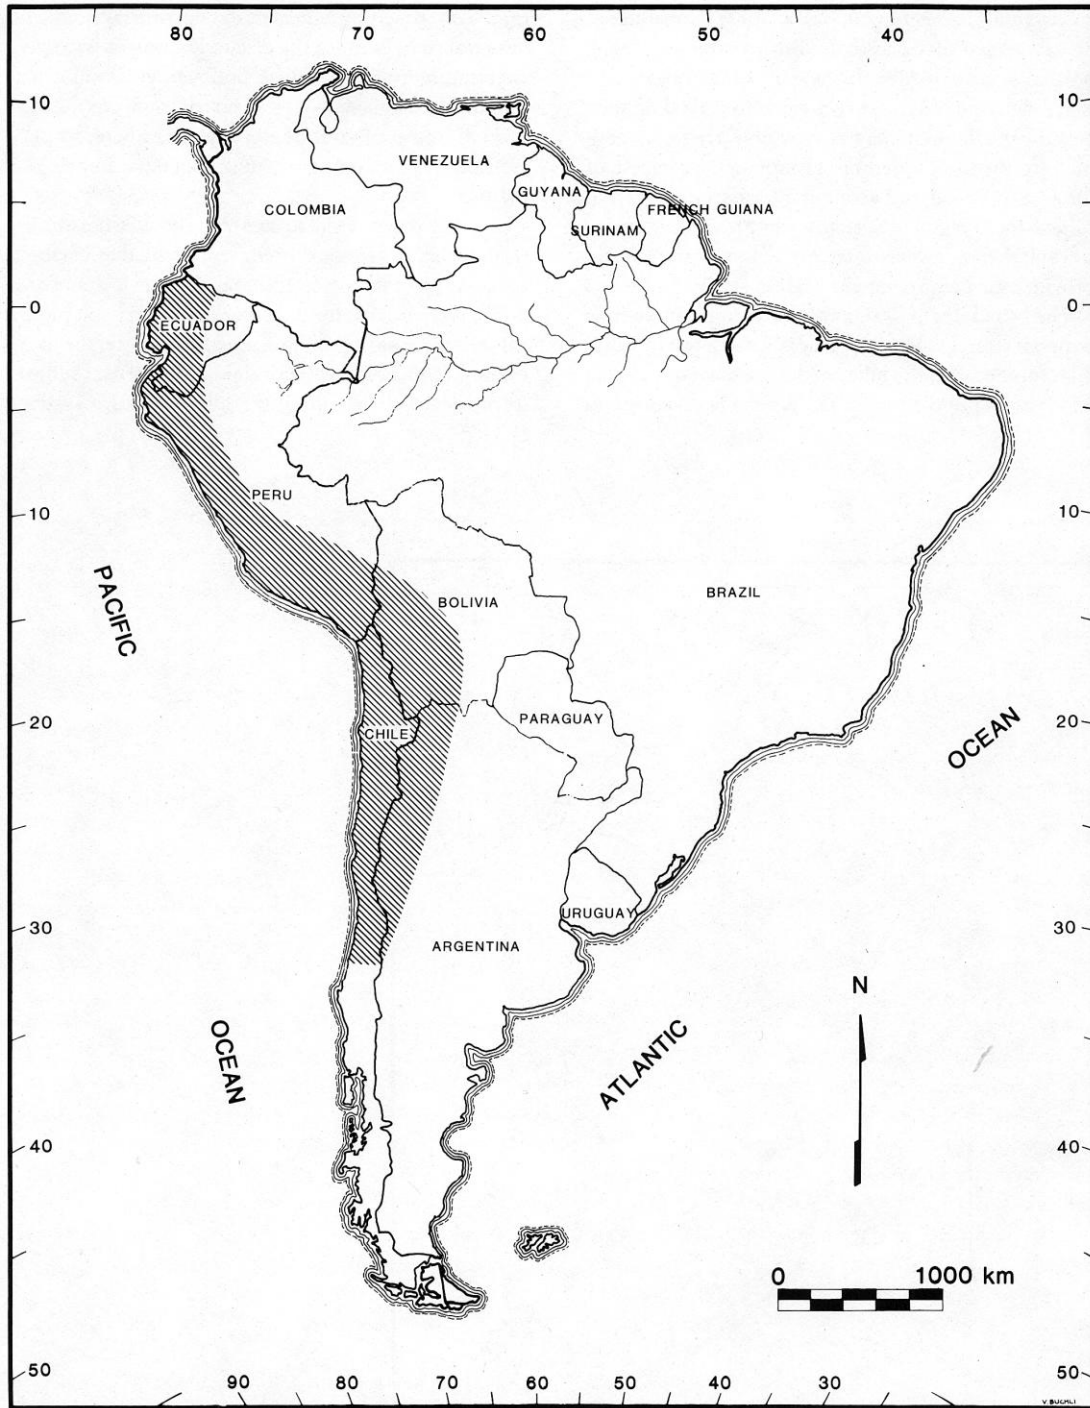 80 70 60 50 40
10 10
VENEZUELA
GUYANA
COLOMBIA
FRENCH GUIANA
SURINAM
0 0
ECUADOR
PERU
10 10
PACIFIC
BOLIVIA
BRAZIL
PARAGUAY
20 20
OCEAN
CHILE
URUGUAY
30 30
ARGENTINA
N
OCEAN
ATLANTIC
40 40
0 1000 km
50 50
90 80 70 60 50 40 30
V. BUCHLI